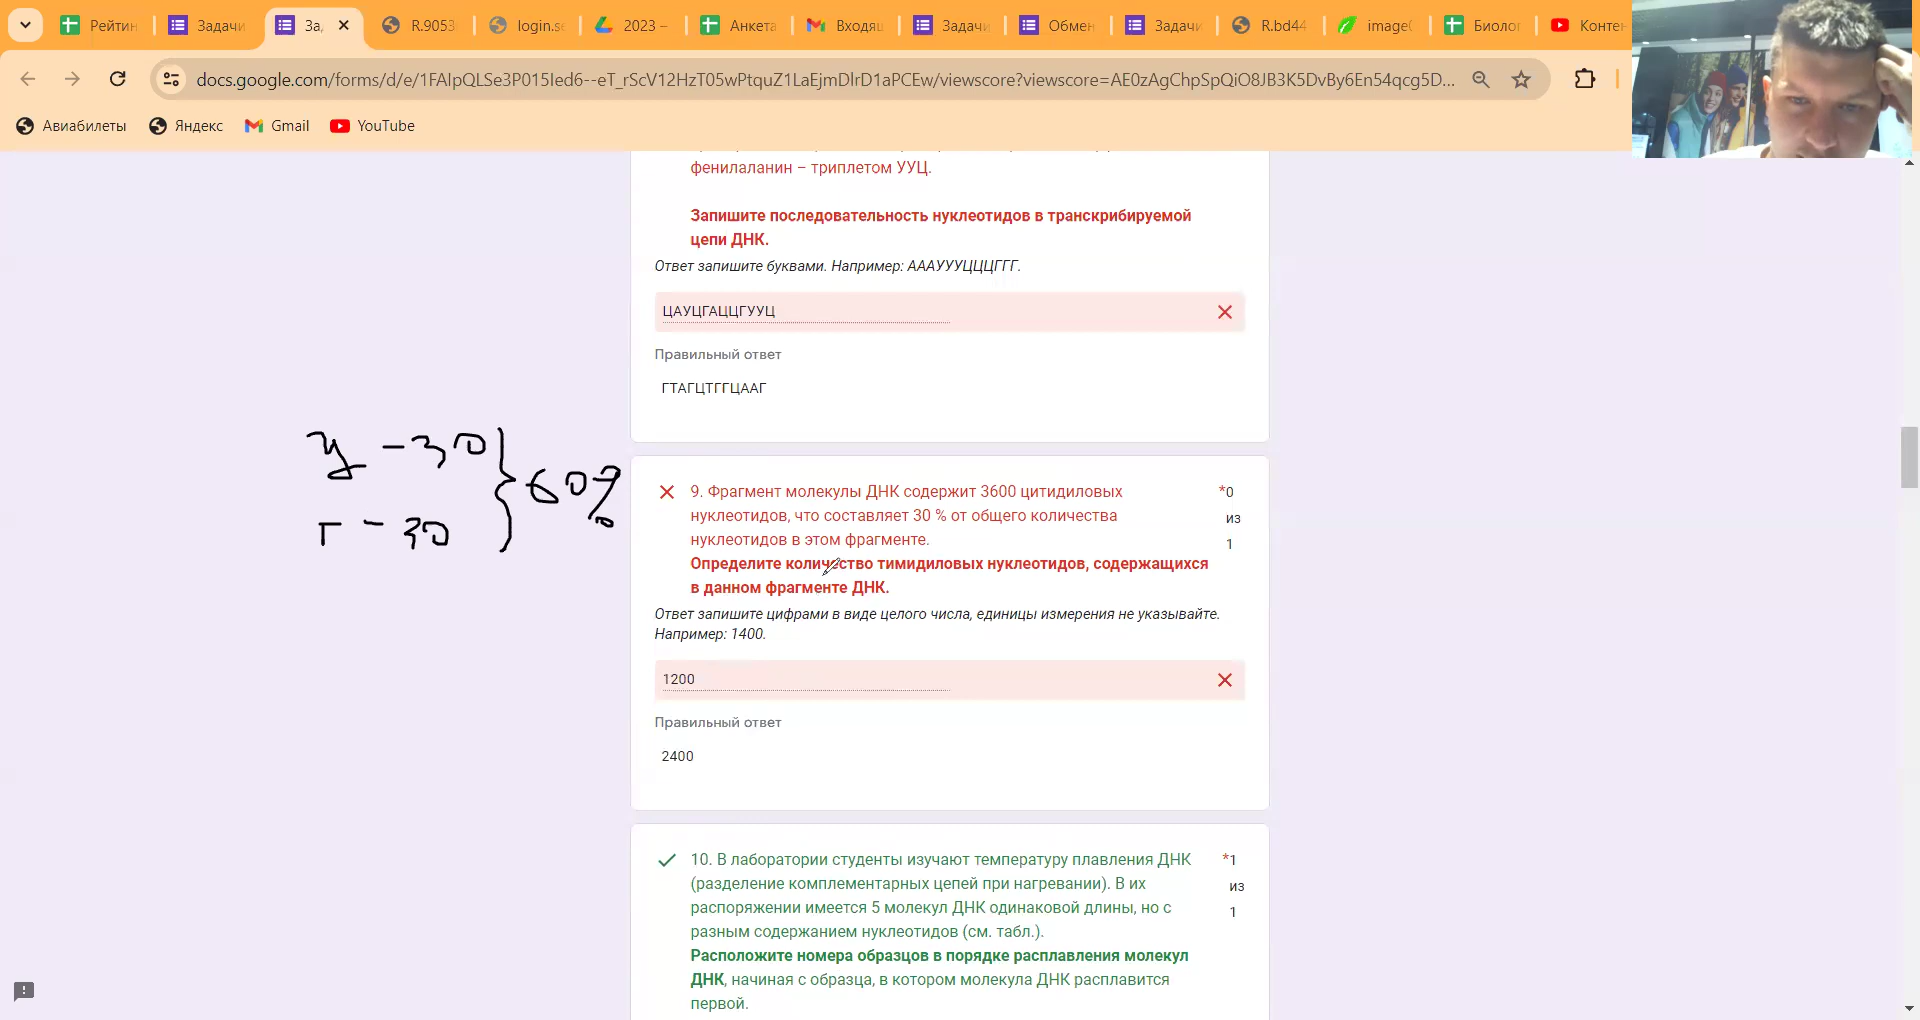 Рейтин
Задачи
За
R.9053
login.se
2023 –
Анкета
Входящ
Задачи
Обмен
Задачи
R.bd44
image(
Биолог
Контен
docs.google.com/forms/d/e/1FAIpQLSe3P015Ied6--eT_rScV12HzT05wPtquZ1LaEjmDlrD1aPCEw/viewscore?viewscore=AE0zAgChpSpQiO8JB3K5DvBy6En54qcg5D...
Авиабилеты
Яндекс
Gmail
YouTube
фенилаланин – триплетом УУЦ.
Запишите последовательность нуклеотидов в транскрибируемой
цепи ДНК.
Ответ запишите буквами. Например: АААУУУЦЦЦГГГ.
ЦАУЦГАЦЦГУУЦ
Правильный ответ
ГТАГЦТГГЦААГ
ц – 30
г – 30
60%
9. Фрагмент молекулы ДНК содержит 3600 цитидиловых
нуклеотидов, что составляет 30 % от общего количества
нуклеотидов в этом фрагменте.
Определите количество тимидиловых нуклеотидов, содержащихся
в данном фрагменте ДНК.
*0
из
1
Ответ запишите цифрами в виде целого числа, единицы измерения не указывайте.
Например: 1400.
1200
Правильный ответ
2400
10. В лаборатории студенты изучают температуру плавления ДНК
(разделение комплементарных цепей при нагревании). В их
распоряжении имеется 5 молекул ДНК одинаковой длины, но с
разным содержанием нуклеотидов (см. табл.).
Расположите номера образцов в порядке расплавления молекул
ДНК, начиная с образца, в котором молекула ДНК расплавится
первой.
*1
из
1